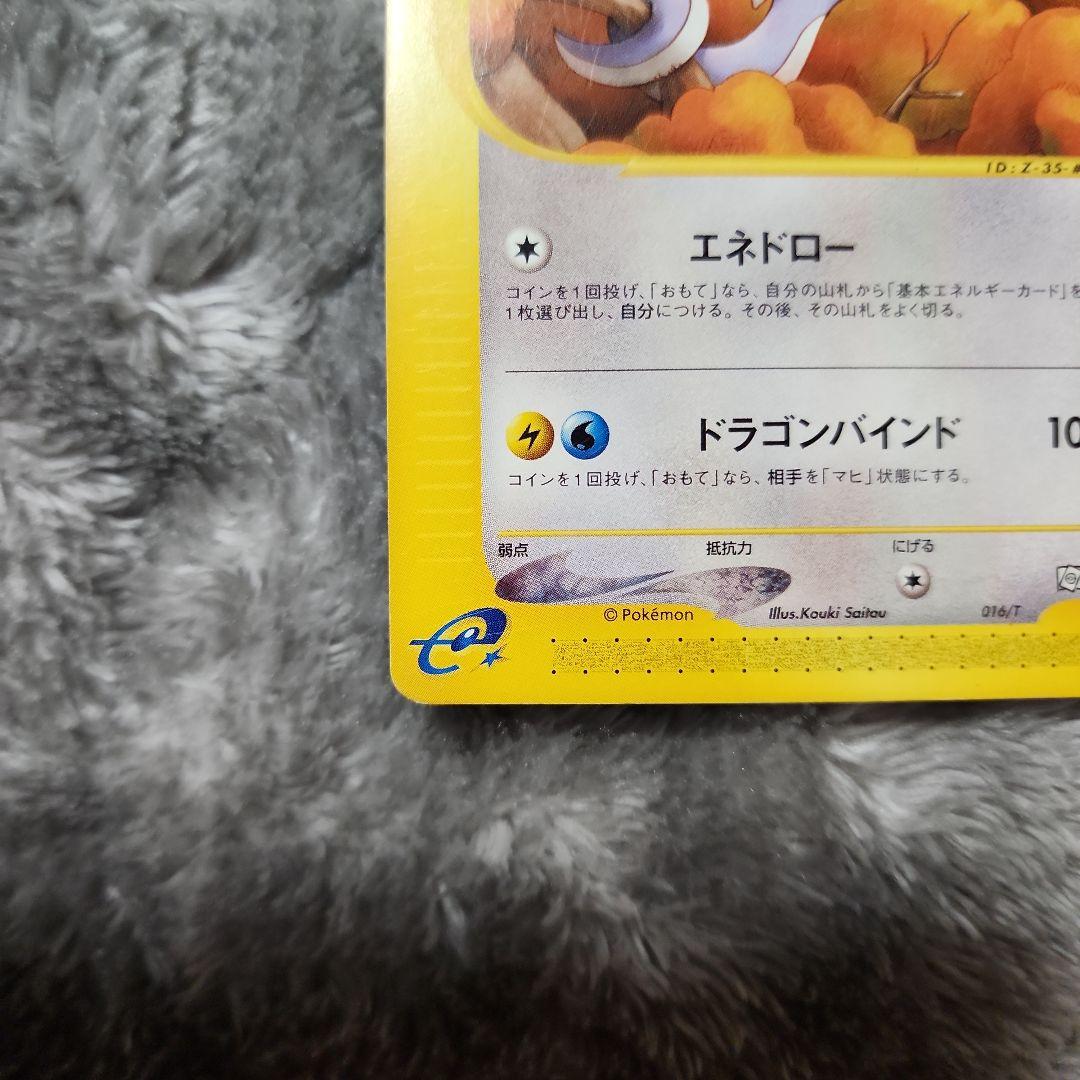 ID:Z-35-#
エネドロー
コインを1回投げ、「おもて」なら、自分の山札から「基本エネルギーカード」を
1枚選び出し、自分につける。その後、その山札をよく切る。
ドラゴンバインド 10
コインを1回投げ、「おもて」なら、相手を「マヒ」状態にする。
弱点 抵抗力 にげる
© Pokémon Illus.Kouki Saitou 016/T
e